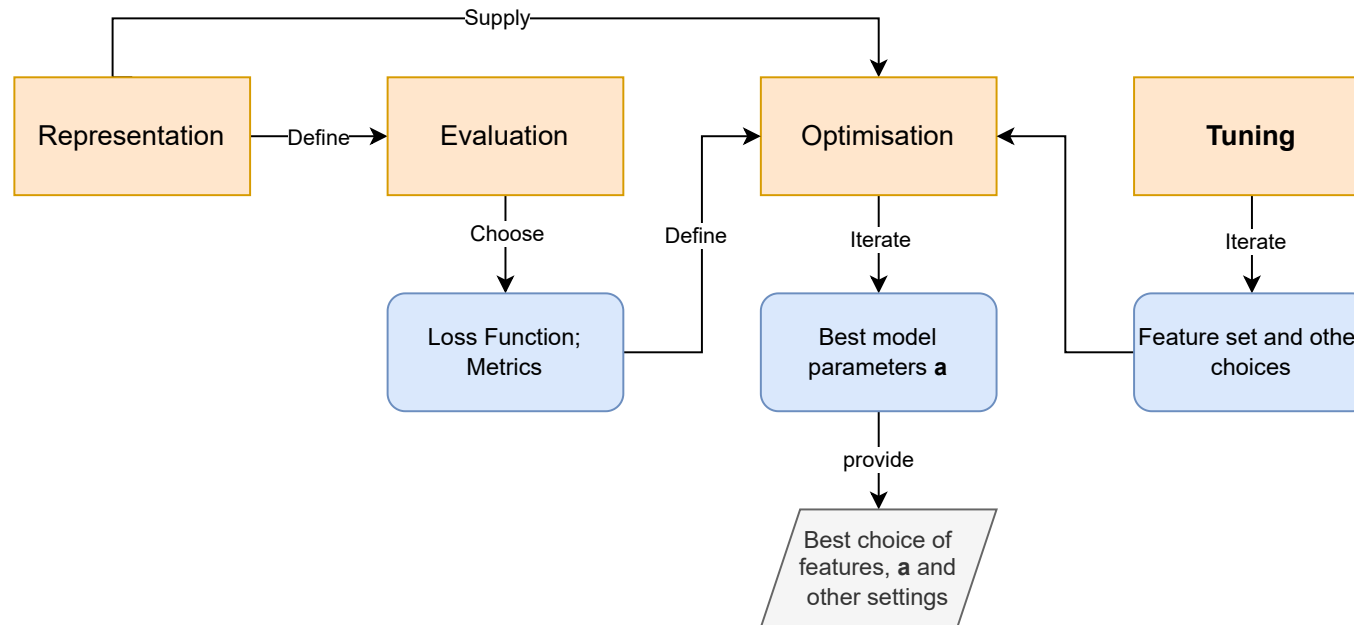 Supply
Representation
Define
Evaluation
Optimisation
Tuning
Choose
Define
Iterate
Iterate
Loss Function;
Metrics
Best model
parameters a
Feature set and othe
choices
provide
Best choice of
features, a and
other settings